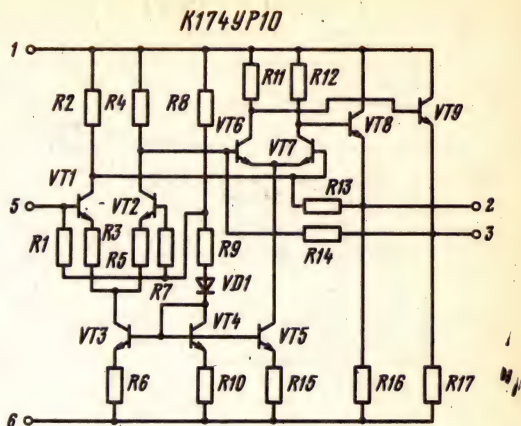 К174УР10
1
R11
R12
R2
R4
R8
VT6
VT8
VT9
VT7
VT1
VT2
R13
5
2
R1
R3
R5
R7
R9
R14
3
VD1
VT3
VT4
VT5
R6
R10
R15
R16
R17
6